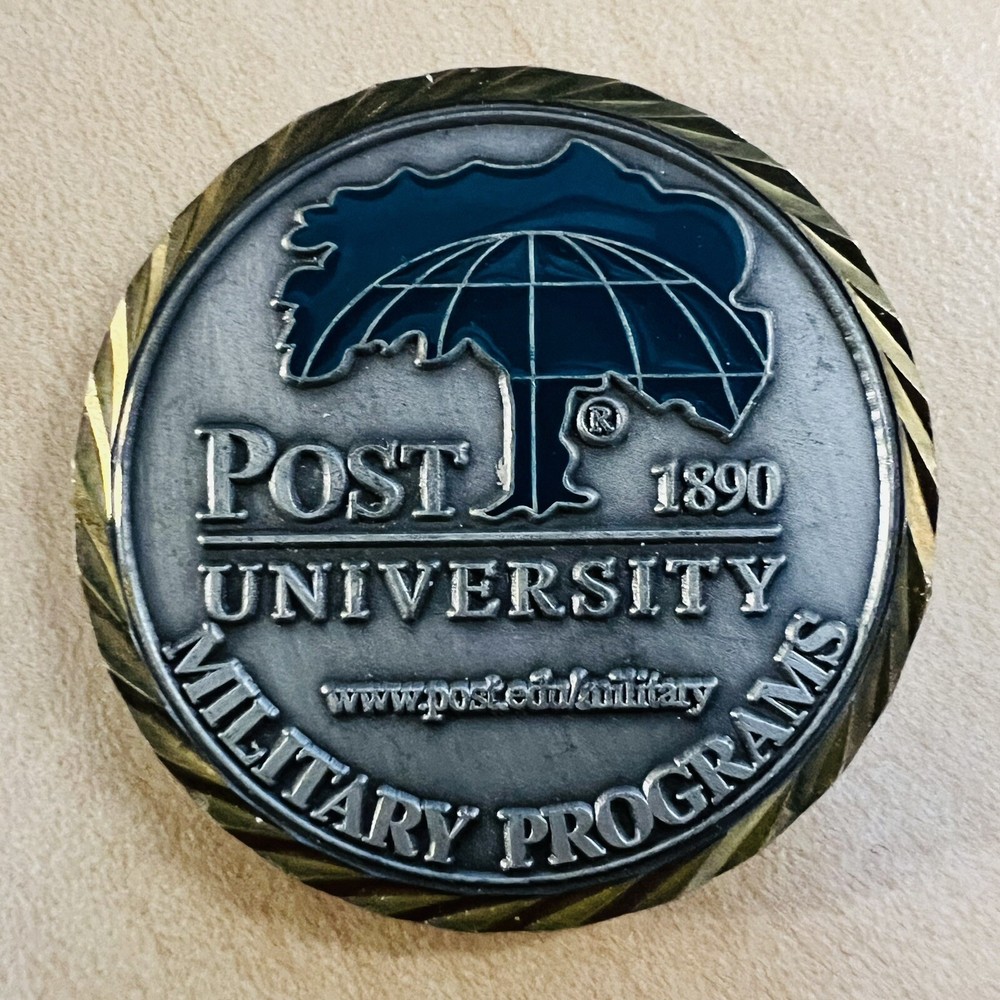 POST ® 1890
UNIVERSITY
www.post.edu/military
MILITARY PROGRAMS